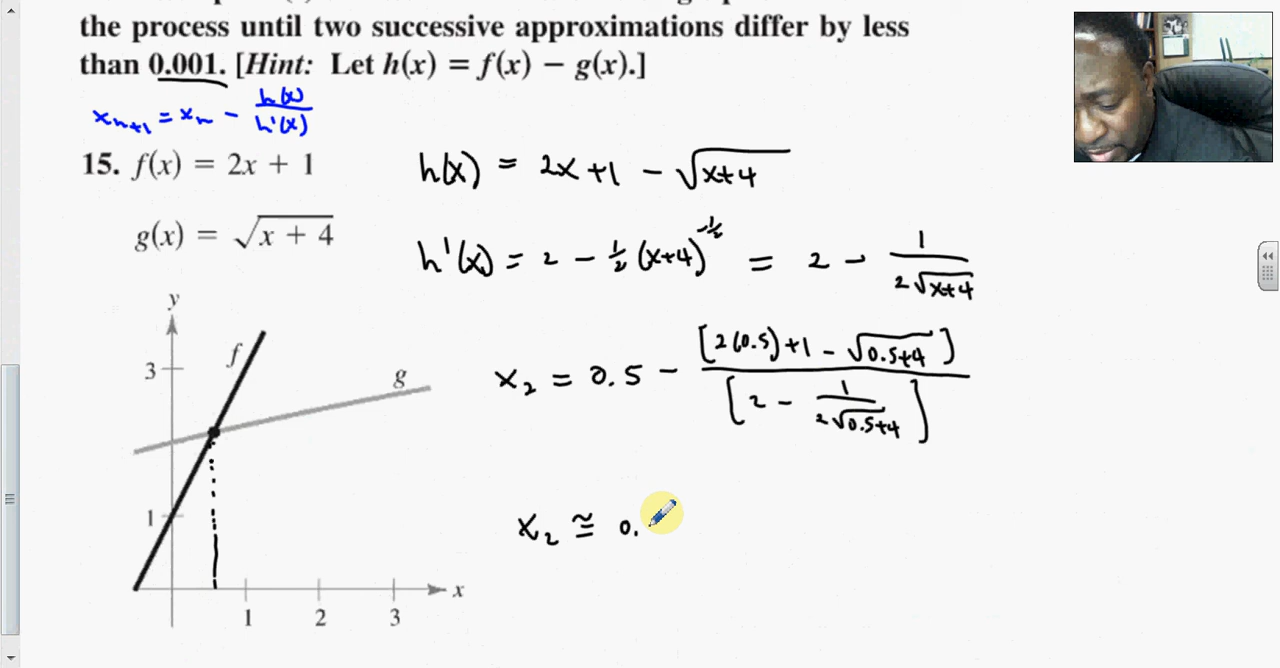 the process until two successive approximations differ by less
than 0.001. [Hint: Let h(x) = f(x) − g(x).]
xₙ₊₁ = xₙ − h(x)/h'(x)
15. f(x) = 2x + 1
h(x) = 2x+1 − √(x+4)
g(x) = √(x + 4)
h'(x) = 2 − ½(x+4)^(-½) = 2 − 1/(2√(x+4))
x₂ = 0.5 − [2(0.5)+1 − √(0.5+4)]/[2 − 1/(2√(0.5+4))]
y
f
3
g
1
x₂ ≅ 0.
x
1 2 3